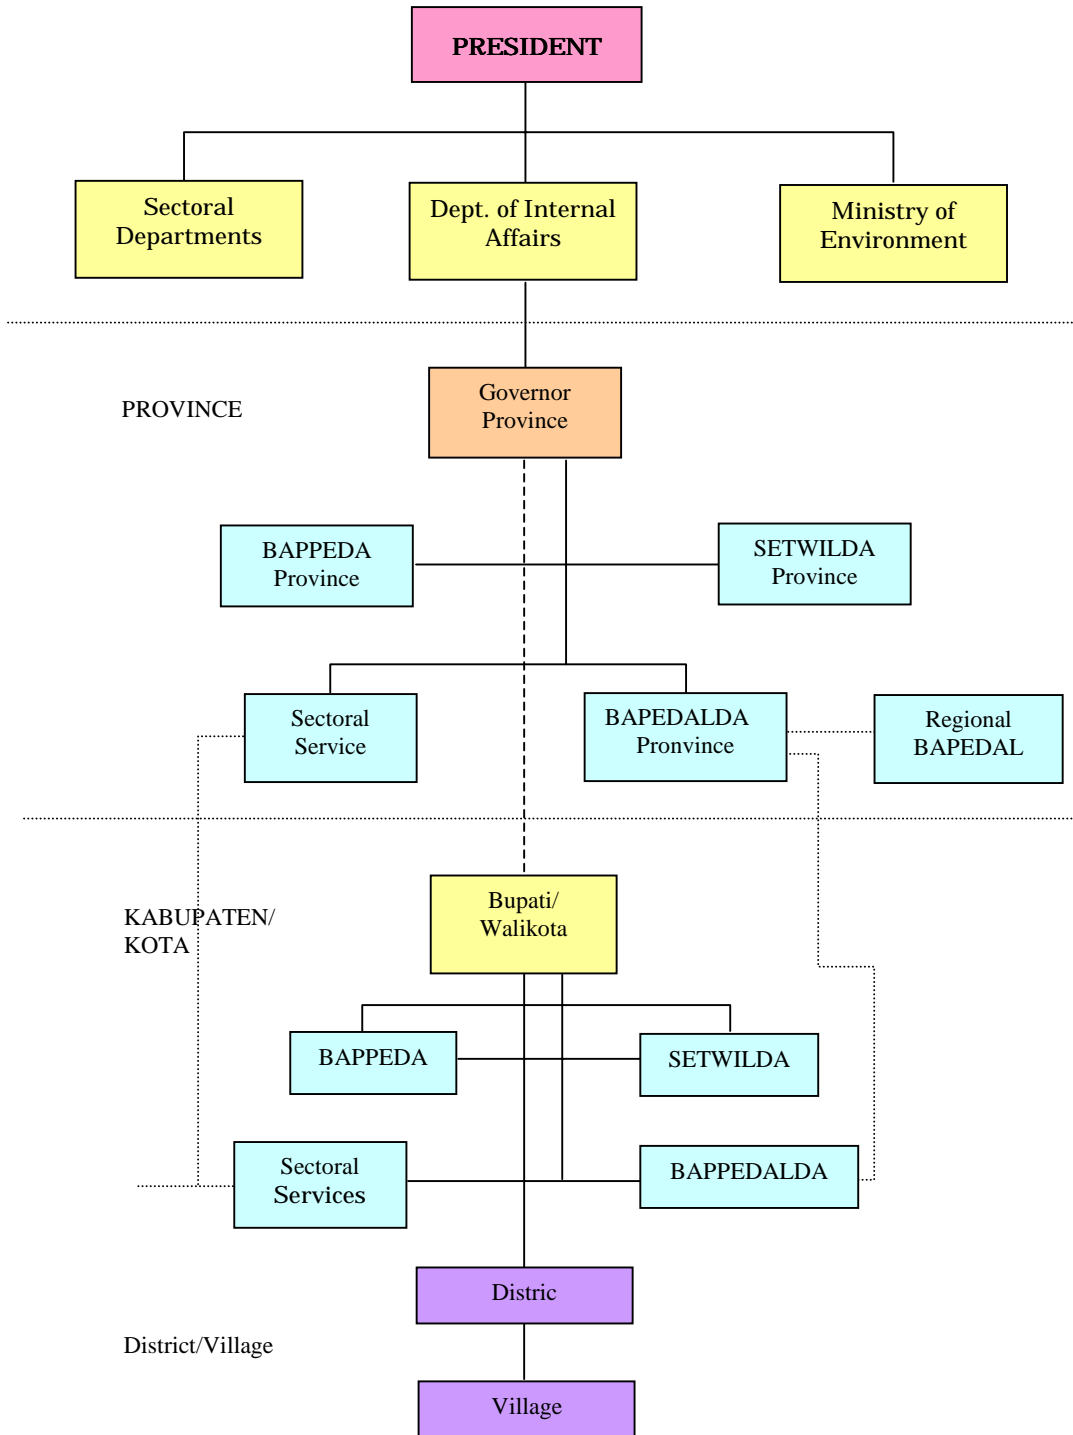 PRESIDENT
Sectoral
Departments
Dept. of Internal
Affairs
Ministry of
Environment
PROVINCE
Governor
Province
BAPPEDA
Province
SETWILDA
Province
Sectoral
Service
BAPEDALDA
Pronvince
Regional
BAPEDAL
KABUPATEN/
KOTA
Bupati/
Walikota
BAPPEDA
SETWILDA
Sectoral
Services
BAPPEDALDA
Distric
District/Village
Village